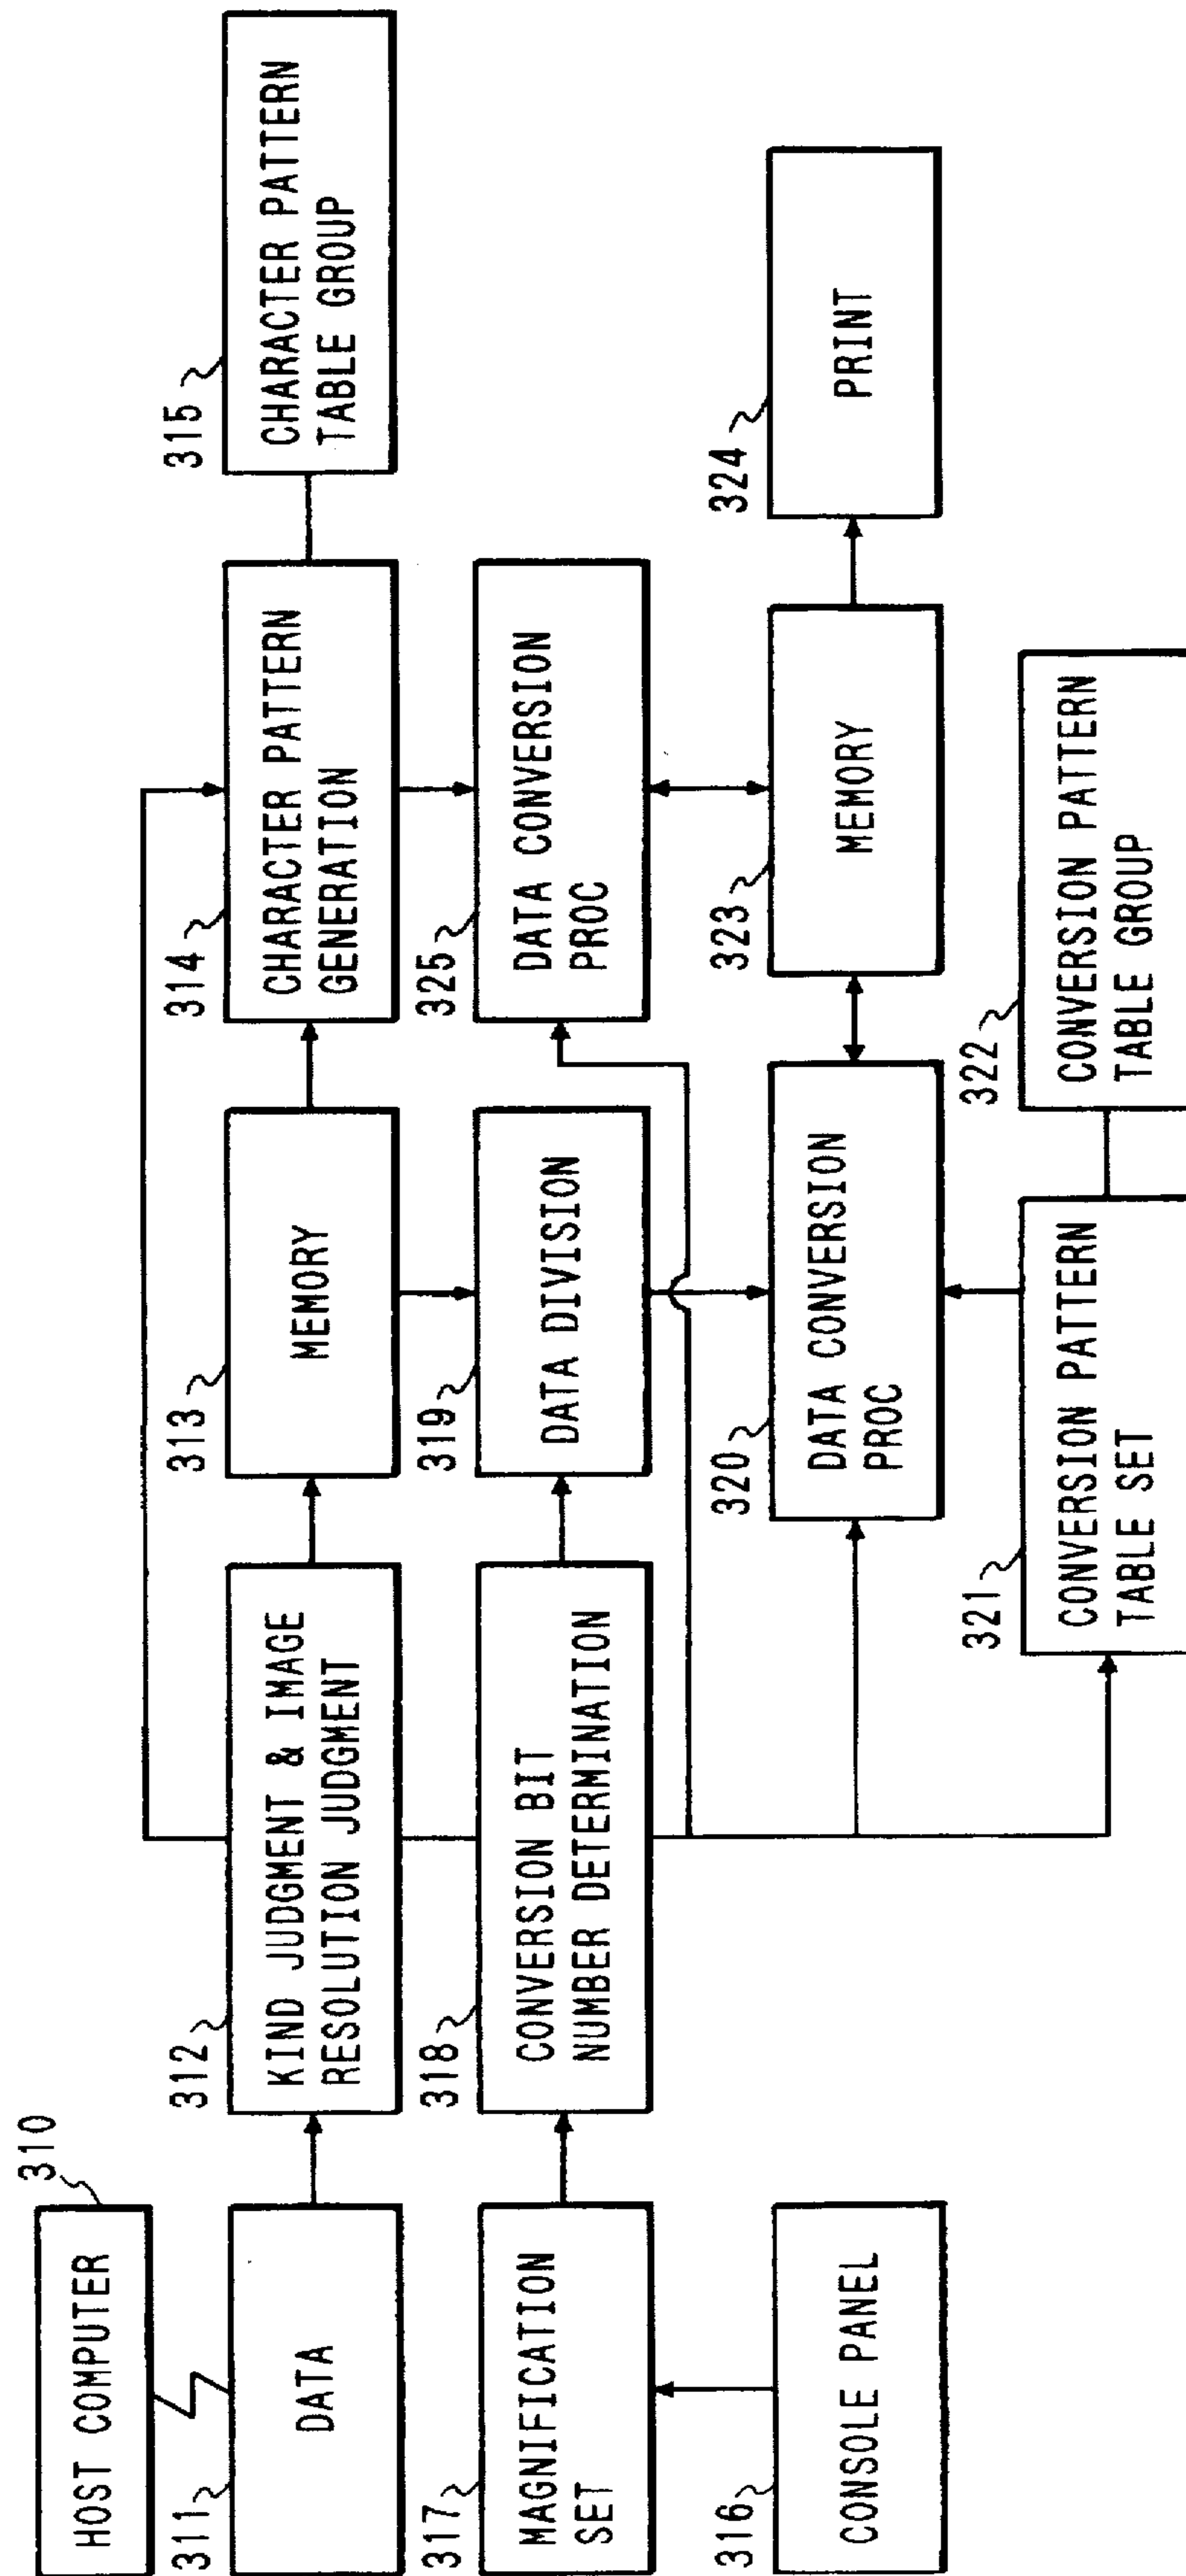 310
HOST COMPUTER
311
DATA
312
KIND JUDGMENT & IMAGE
RESOLUTION JUDGMENT
313
MEMORY
314
CHARACTER PATTERN
GENERATION
315
CHARACTER PATTERN
TABLE GROUP
317
MAGNIFICATION
SET
318
CONVERSION BIT
NUMBER DETERMINATION
319
DATA DIVISION
325
DATA CONVERSION
PROC
316
CONSOLE PANEL
320
DATA CONVERSION
PROC
323
MEMORY
324
PRINT
321
CONVERSION PATTERN
TABLE SET
322
CONVERSION PATTERN
TABLE GROUP